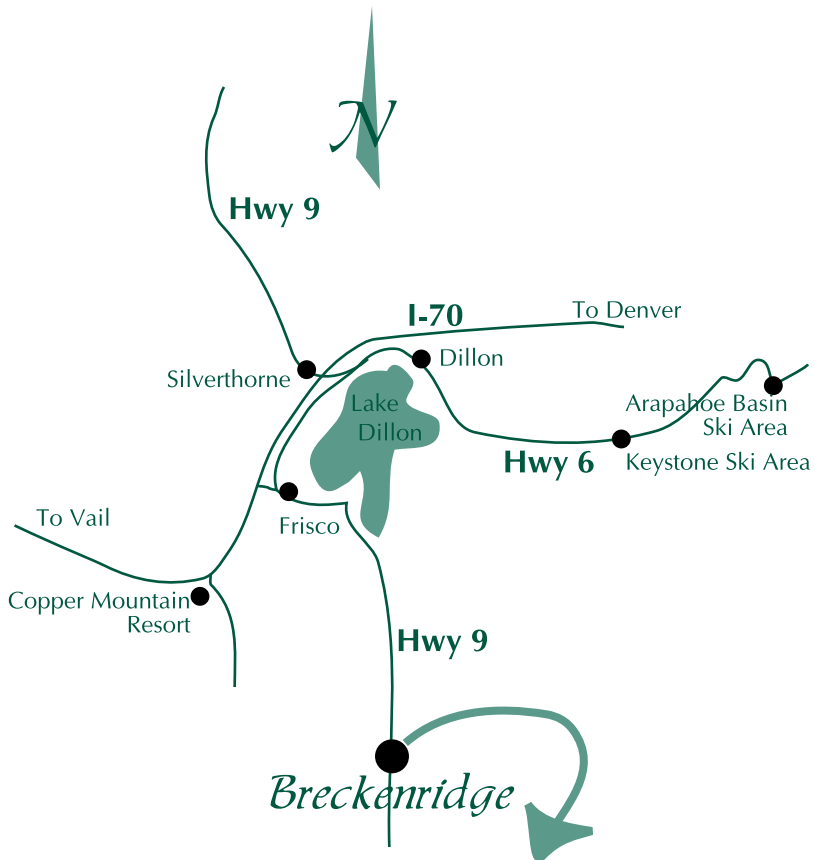 N
Hwy 9
I-70
To Denver
Silverthorne
Dillon
Lake
Dillon
Arapahoe Basin
Ski Area
Hwy 6
Keystone Ski Area
To Vail
Frisco
Copper Mountain
Resort
Hwy 9
Breckenridge